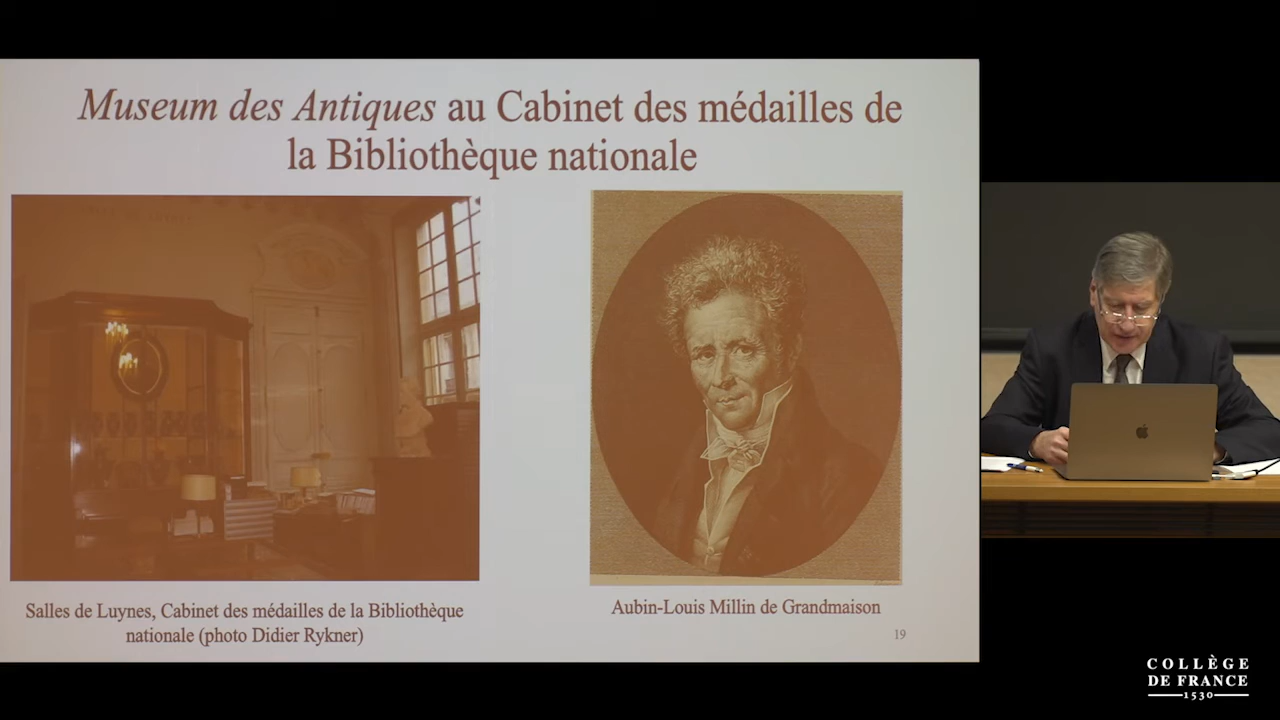 Museum des Antiques au Cabinet des médailles de
la Bibliothèque nationale
Salles de Luynes, Cabinet des médailles de la Bibliothèque
nationale (photo Didier Rykner)
Aubin-Louis Millin de Grandmaison
19
COLLÈGE
DE FRANCE
1530